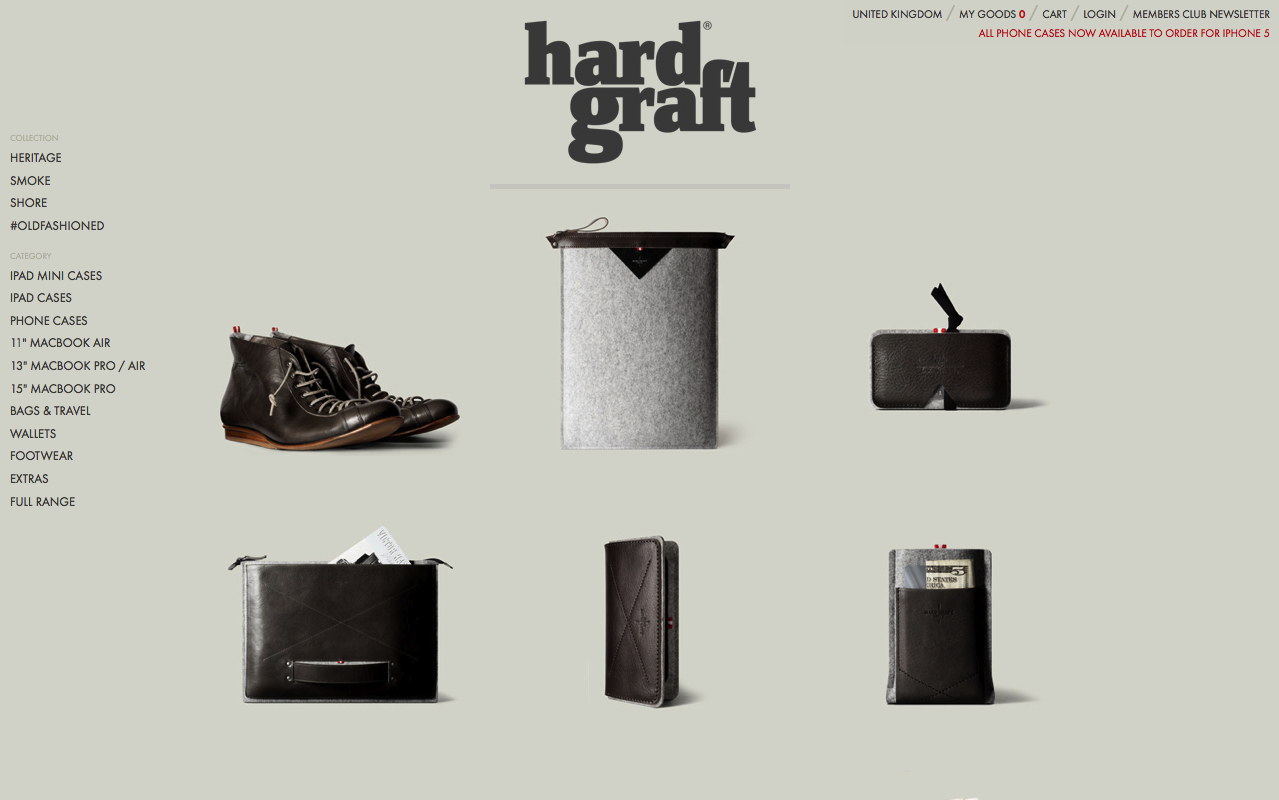 UNITED KINGDOM / MY GOODS 0 / CART / LOGIN / MEMBERS CLUB NEWSLETTER
ALL PHONE CASES NOW AVAILABLE TO ORDER FOR IPHONE 5
hard®
graft
COLLECTION
HERITAGE
SMOKE
SHORE
#OLDFASHIONED
CATEGORY
IPAD MINI CASES
IPAD CASES
PHONE CASES
11" MACBOOK AIR
13" MACBOOK PRO / AIR
15" MACBOOK PRO
BAGS & TRAVEL
WALLETS
FOOTWEAR
EXTRAS
FULL RANGE
D STATES